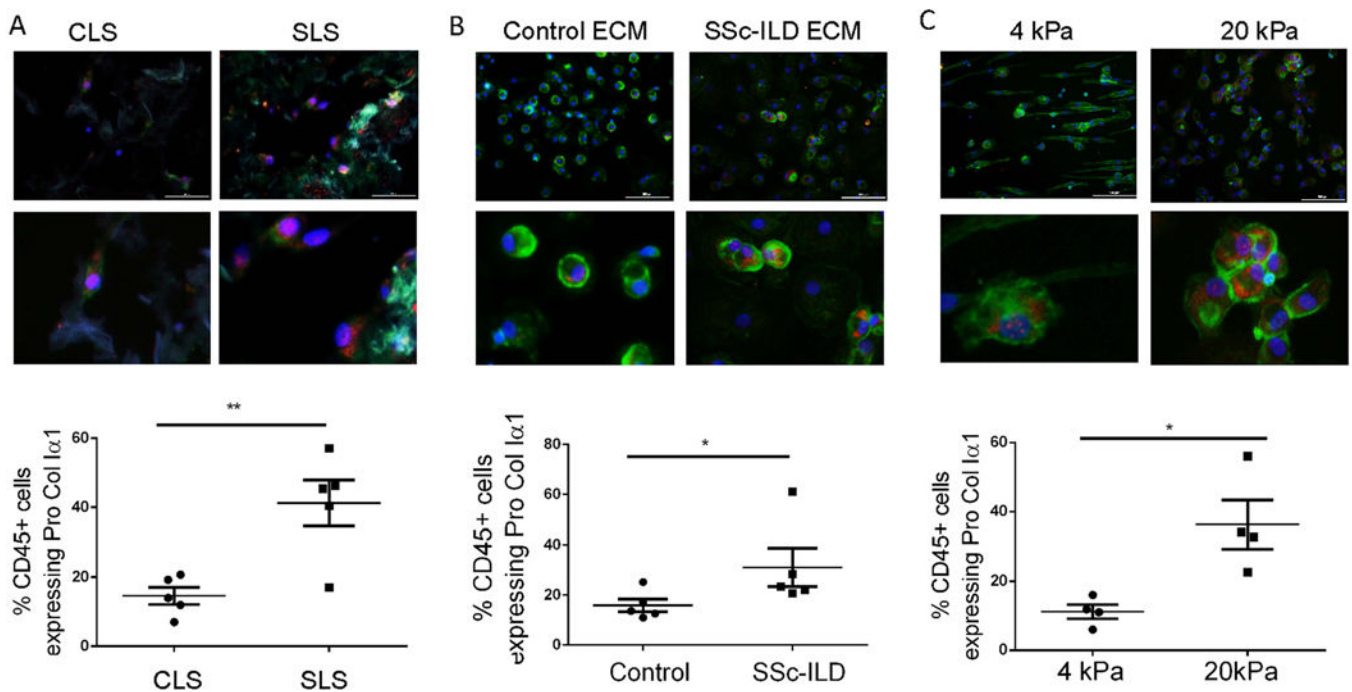 A
CLS
SLS
B
Control ECM
SSc-ILD ECM
C
4 kPa
20 kPa
% CD45+ cells
expressing Pro Col Iα1
60
40
20
0
**
CLS
SLS
% CD45+ cells
expressing Pro Col Iα1
80
60
40
20
0
*
Control
SSc-ILD
% CD45+ cells
expressing Pro Col Iα1
60
40
20
0
*
4 kPa
20kPa